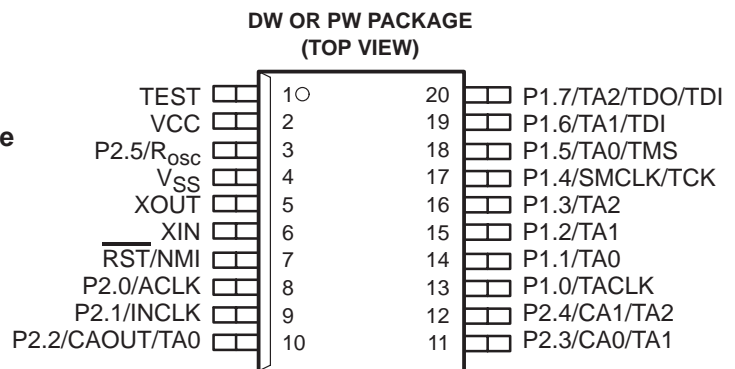 DW OR PW PACKAGE
(TOP VIEW)
TEST 1 20 P1.7/TA2/TDO/TDI
VCC 2 19 P1.6/TA1/TDI
e
P2.5/Rosc 3 18 P1.5/TA0/TMS
VSS 4 17 P1.4/SMCLK/TCK
XOUT 5 16 P1.3/TA2
XIN 6 15 P1.2/TA1
RST/NMI 7 14 P1.1/TA0
P2.0/ACLK 8 13 P1.0/TACLK
P2.1/INCLK 9 12 P2.4/CA1/TA2
P2.2/CAOUT/TA0 10 11 P2.3/CA0/TA1